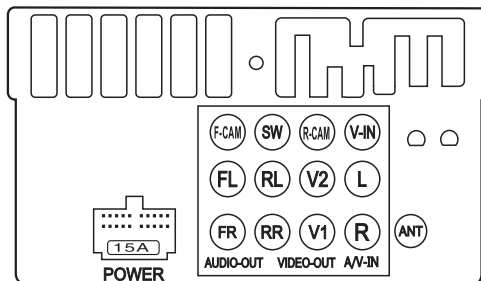 F-CAM SW R-CAM V-IN
FL RL V2 L
FR RR V1 R ANT
15A
AUDIO-OUT VIDEO-OUT A/V-IN
POWER